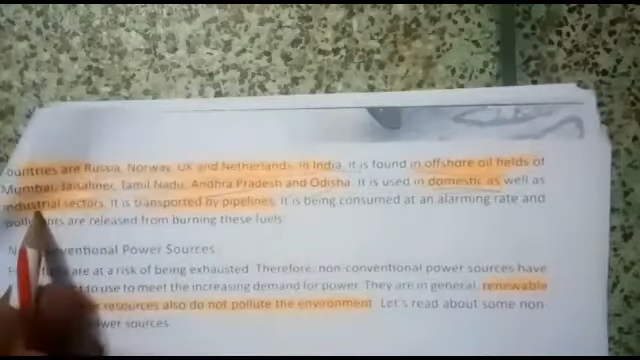 ountries are Russia, Norway, UK and Netherlands. In India, it is found in offshore oil fields of
Mumbai, Jaisalmer, Tamil Nadu, Andhra Pradesh and Odisha. It is used in domestic as well as
industrial sectors. It is transported by pipelines. It is being consumed at an alarming rate and
are released from burning these fuels.
Power Sources
are at a risk of being exhausted. Therefore, non-conventional power sources have
to use to meet the increasing demand for power. They are in general, renewable
resources also do not pollute the environment. Let's read about some non-
sources.